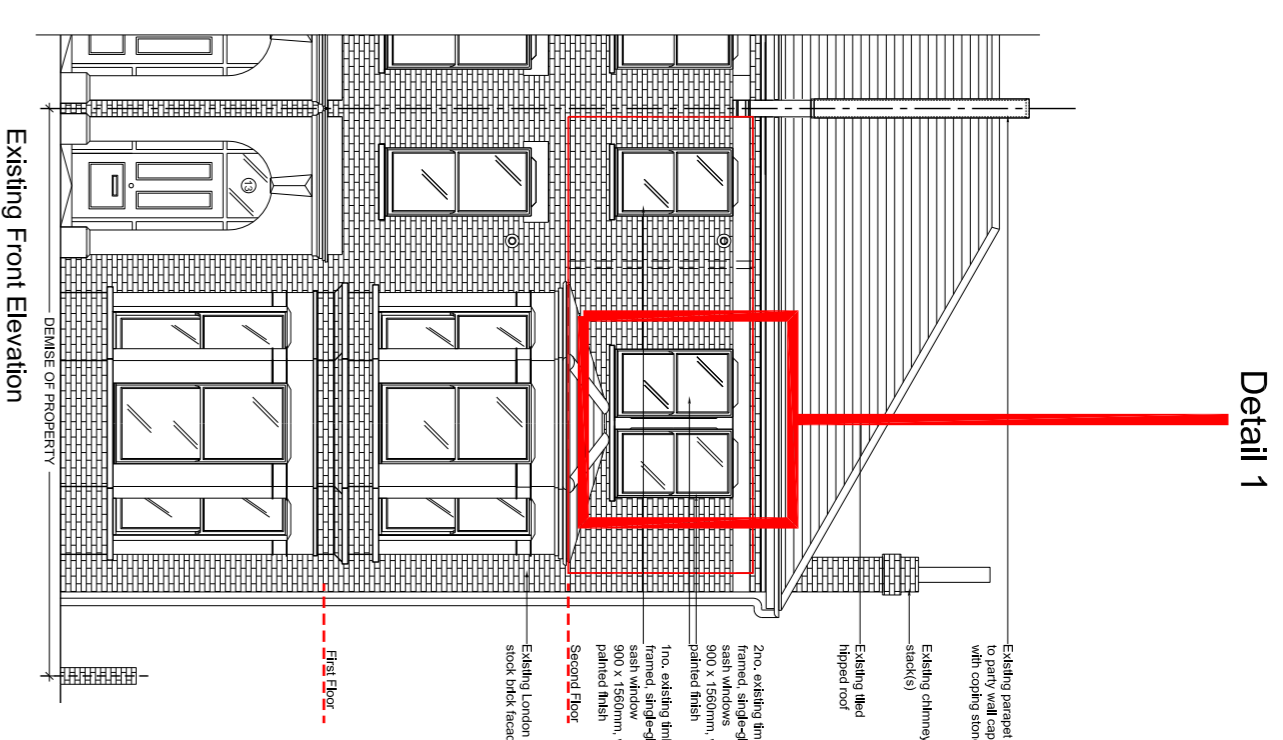 Detail 1
Existing parapet
to party wall cap
with coping ston
Existing chimney
stack(s)
Existing tiled
hipped roof
2no. existing tim
framed, single-gl
sash windows
900 x 1560mm,
painted finish
1no. existing timb
framed, single-gl
sash window
900 x 1560mm,
painted finish
Second Floor
Existing London
stock brick facad
First Floor
13
DEMISE OF PROPERTY
Existing Front Elevation